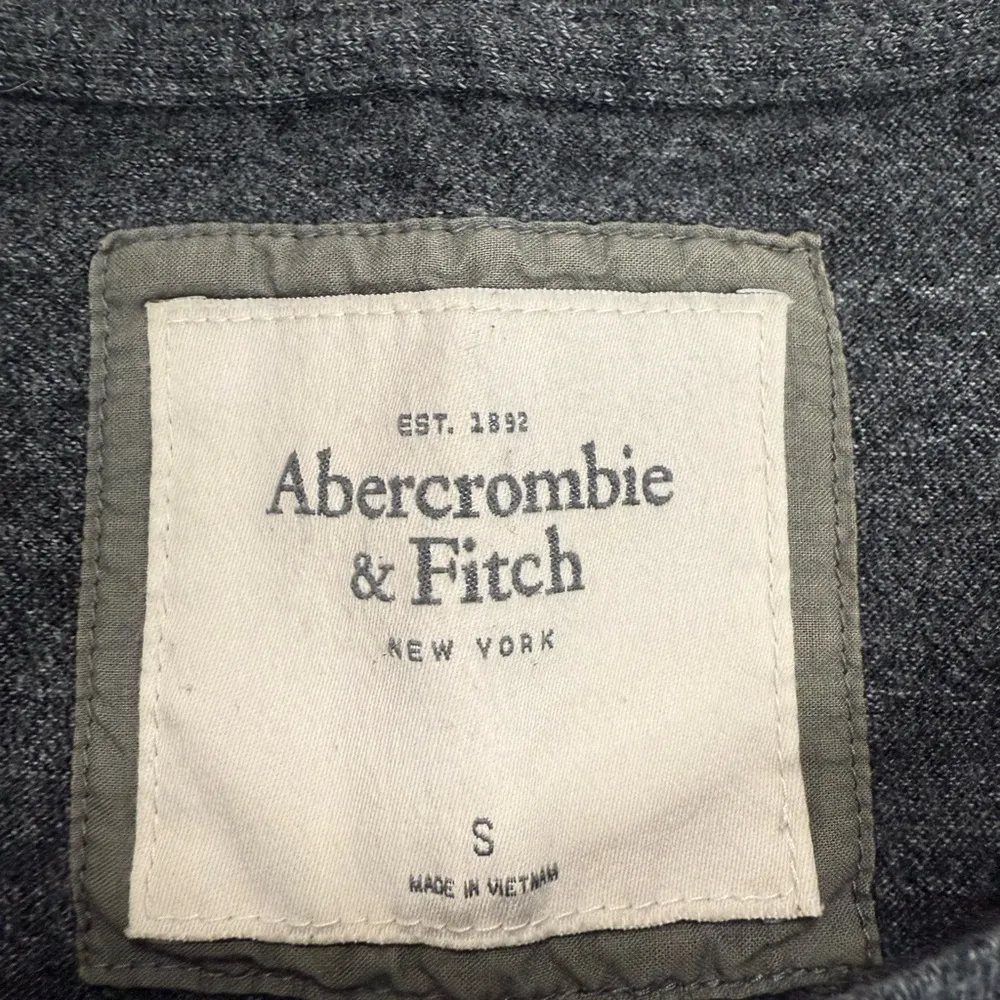 EST. 1892
Abercrombie
& Fitch
NEW YORK
S
MADE IN VIETNAM